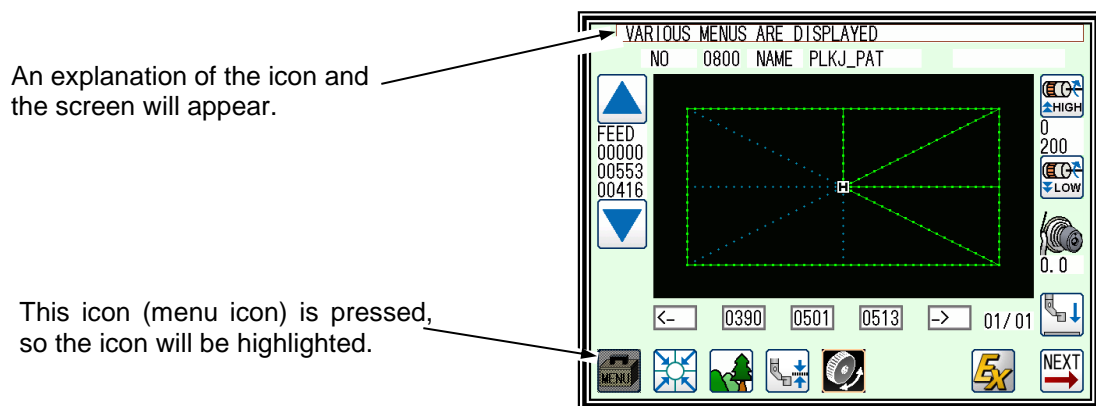 VARIOUS MENUS ARE DISPLAYED
NO 0800 NAME PLKJ_PAT
An explanation of the icon and
the screen will appear.
HIGH
FEED
00000
00553
00416
0
200
LOW
H
0.0
This icon (menu icon) is pressed,
so the icon will be highlighted.
<- 0390 0501 0513 -> 01/01
MENU
Ex
NEXT